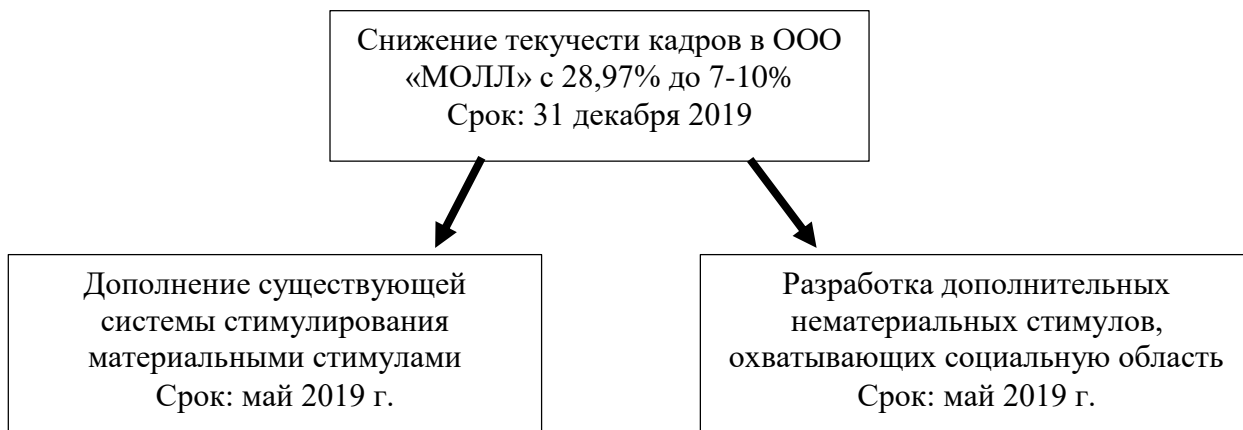 Снижение текучести кадров в ООО
«МОЛЛ» с 28,97% до 7-10%
Срок: 31 декабря 2019
Дополнение существующей
системы стимулирования
материальными стимулами
Срок: май 2019 г.
Разработка дополнительных
нематериальных стимулов,
охватывающих социальную область
Срок: май 2019 г.